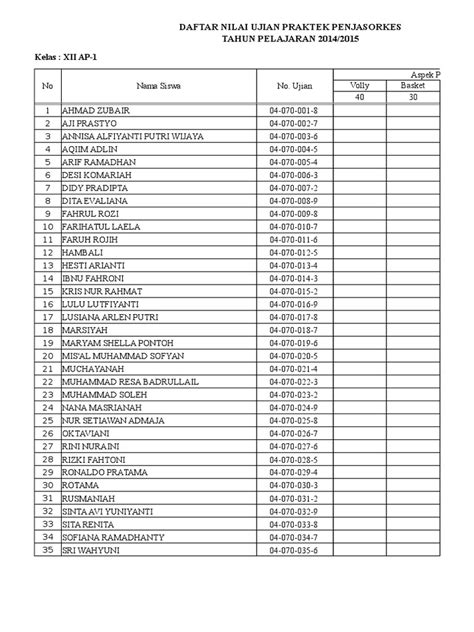 DAFTAR NILAI UJIAN PRAKTEK PENJASORKES
TAHUN PELAJARAN 2014/2015
Kelas : XII AP-1
No Nama Siswa No. Ujian Aspek P
Volly Basket
40 30
1 AHMAD ZUBAIR 04-070-001-8
2 AJI PRASTYO 04-070-002-7
3 ANNISA ALFIYANTI PUTRI WIJAYA 04-070-003-6
4 AQIIM ADLIN 04-070-004-5
5 ARIF RAMADHAN 04-070-005-4
6 DESI KOMARIAH 04-070-006-3
7 DIDY PRADIPTA 04-070-007-2
8 DITA EVALIANA 04-070-008-9
9 FAHRUL ROZI 04-070-009-8
10 FARIHATUL LAELA 04-070-010-7
11 FARUH ROJIH 04-070-011-6
12 HAMBALI 04-070-012-5
13 HESTI ARIANTI 04-070-013-4
14 IBNU FAHRONI 04-070-014-3
15 KRIS NUR RAHMAT 04-070-015-2
16 LULU LUTFIYANTI 04-070-016-9
17 LUSIANA ARLEN PUTRI 04-070-017-8
18 MARSIYAH 04-070-018-7
19 MARYAM SHELLA PONTOH 04-070-019-6
20 MIS'AL MUHAMMAD SOFYAN 04-070-020-5
21 MUCHAYANAH 04-070-021-4
22 MUHAMMAD RESA BADRULLAIL 04-070-022-3
23 MUHAMMAD SOLEH 04-070-023-2
24 NANA MASRIANAH 04-070-024-9
25 NUR SETIAWAN ADMAJA 04-070-025-8
26 OKTAVIANI 04-070-026-7
27 RINI NURAINI 04-070-027-6
28 RIZKI FAHTONI 04-070-028-5
29 RONALDO PRATAMA 04-070-029-4
30 ROTAMA 04-070-030-3
31 RUSMANIAH 04-070-031-2
32 SINTA AVI YUNIYANTI 04-070-032-9
33 SITA RENITA 04-070-033-8
34 SOFIANA RAMADHANTY 04-070-034-7
35 SRI WAHYUNI 04-070-035-6